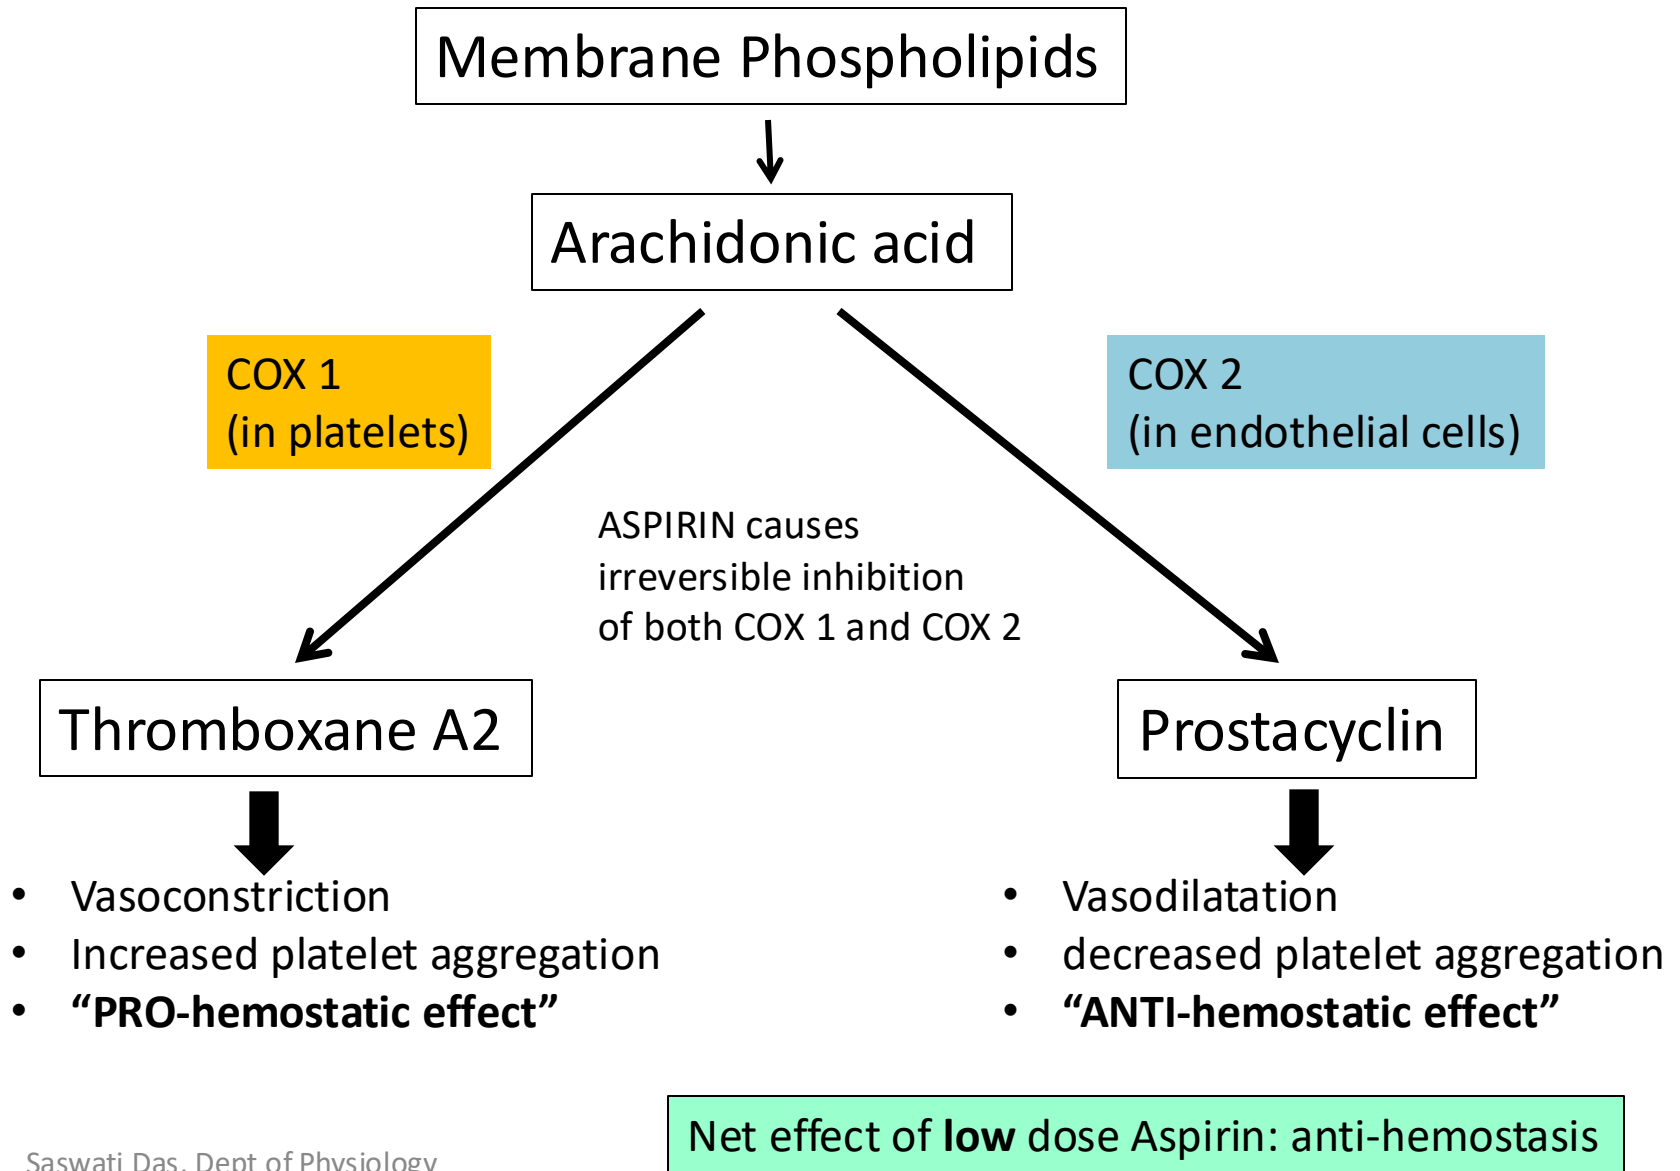 Membrane Phospholipids
Arachidonic acid
COX 1
(in platelets)
COX 2
(in endothelial cells)
ASPIRIN causes
irreversible inhibition
of both COX 1 and COX 2
Thromboxane A2
Prostacyclin
• Vasoconstriction
• Increased platelet aggregation
• “PRO-hemostatic effect”
• Vasodilatation
• decreased platelet aggregation
• “ANTI-hemostatic effect”
Net effect of low dose Aspirin: anti-hemostasis
Saswati Das, Dept of Physiology